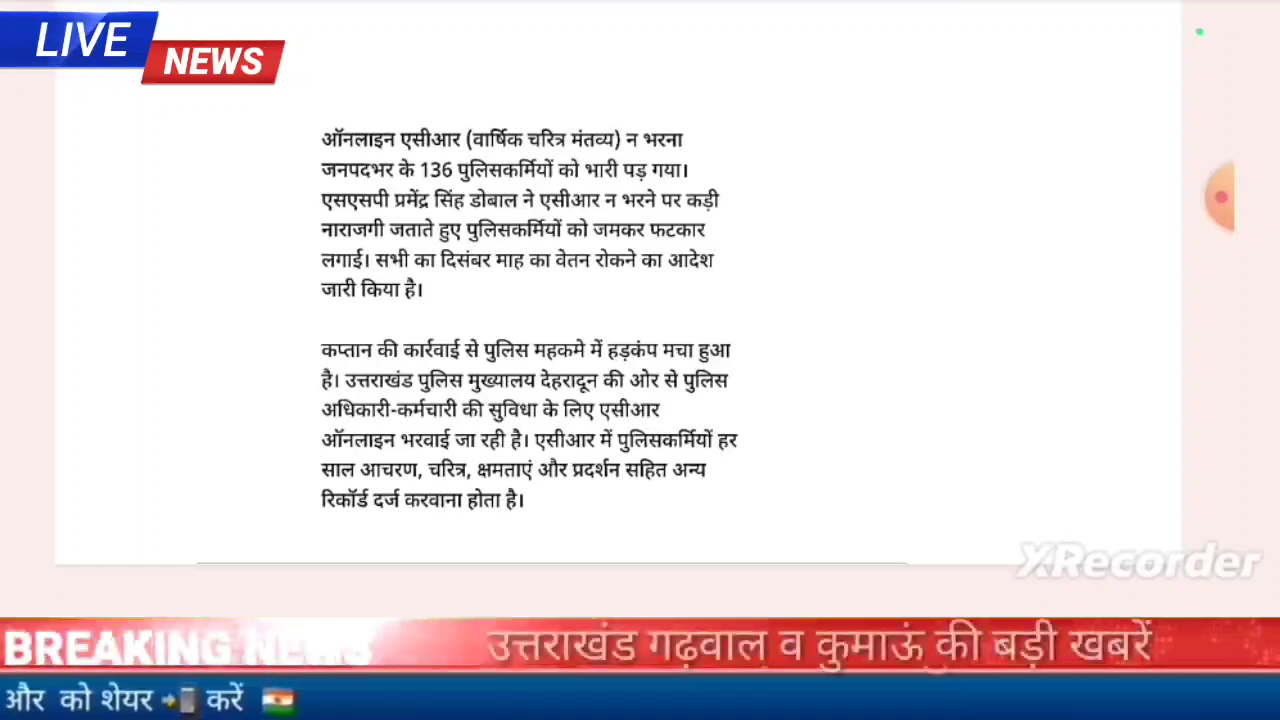 LIVE
NEWS
ऑनलाइन एसीआर (वार्षिक चरित्र मंतव्य) न भरना
जनपदभर के 136 पुलिसकर्मियों को भारी पड़ गया।
एसएसपी प्रमेंद्र सिंह डोबाल ने एसीआर न भरने पर कड़ी
नाराजगी जताते हुए पुलिसकर्मियों को जमकर फटकार
लगाई। सभी का दिसंबर माह का वेतन रोकने का आदेश
जारी किया है।
कप्तान की कार्रवाई से पुलिस महकमे में हड़कंप मचा हुआ
है। उत्तराखंड पुलिस मुख्यालय देहरादून की ओर से पुलिस
अधिकारी-कर्मचारी की सुविधा के लिए एसीआर
ऑनलाइन भरवाई जा रही है। एसीआर में पुलिसकर्मियों हर
साल आचरण, चरित्र, क्षमताएं और प्रदर्शन सहित अन्य
रिकॉर्ड दर्ज करवाना होता है।
XRecorder
BREAKING NEWS उत्तराखंड गढ़वाल व कुमाऊं की बड़ी खबरें
और को शेयर करें